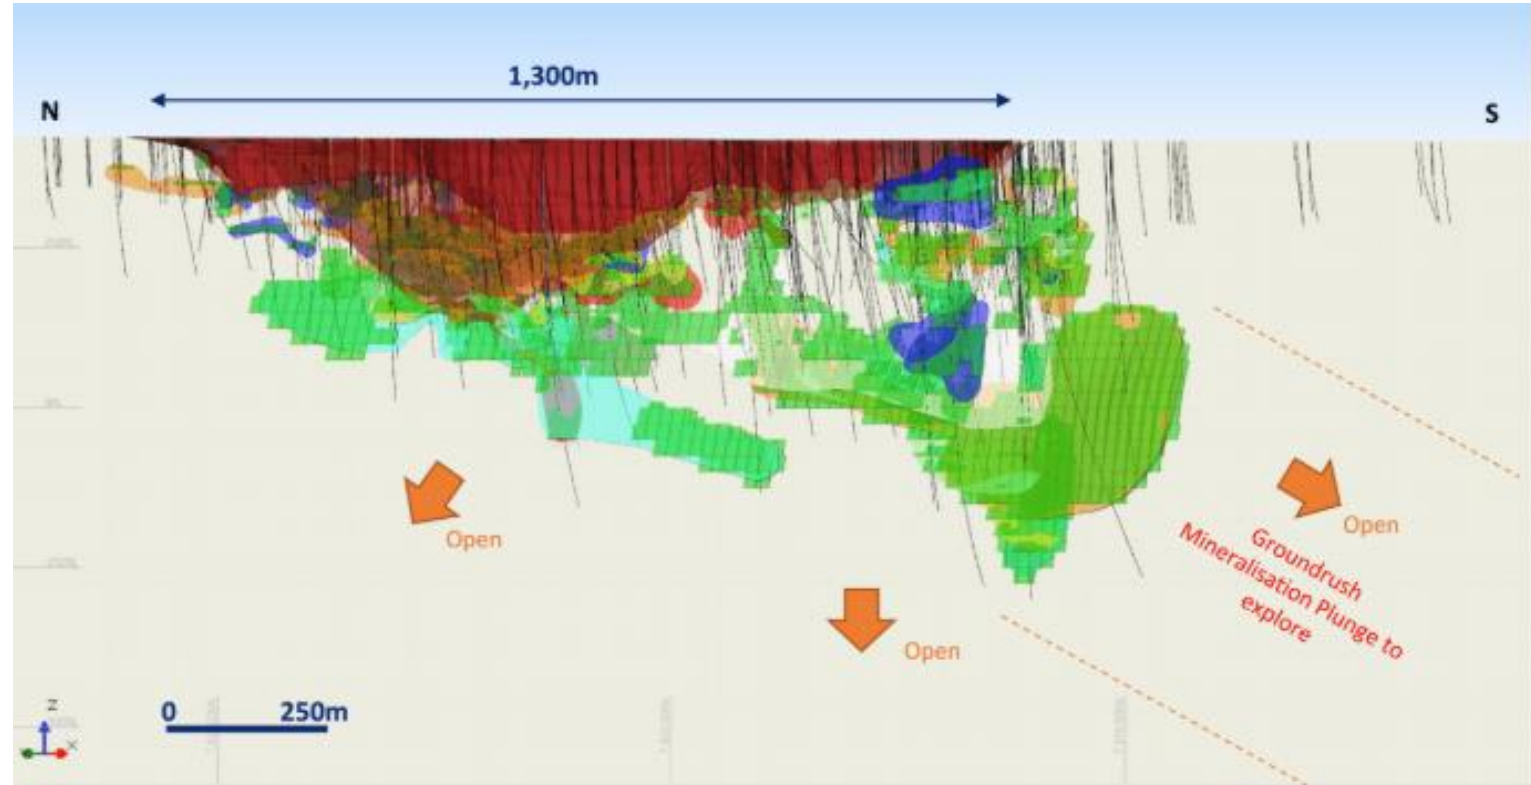 1,300m
N
S
Open
Open
Groundrush
Mineralisation Plunge to
explore
Open
0
250m
Z
X